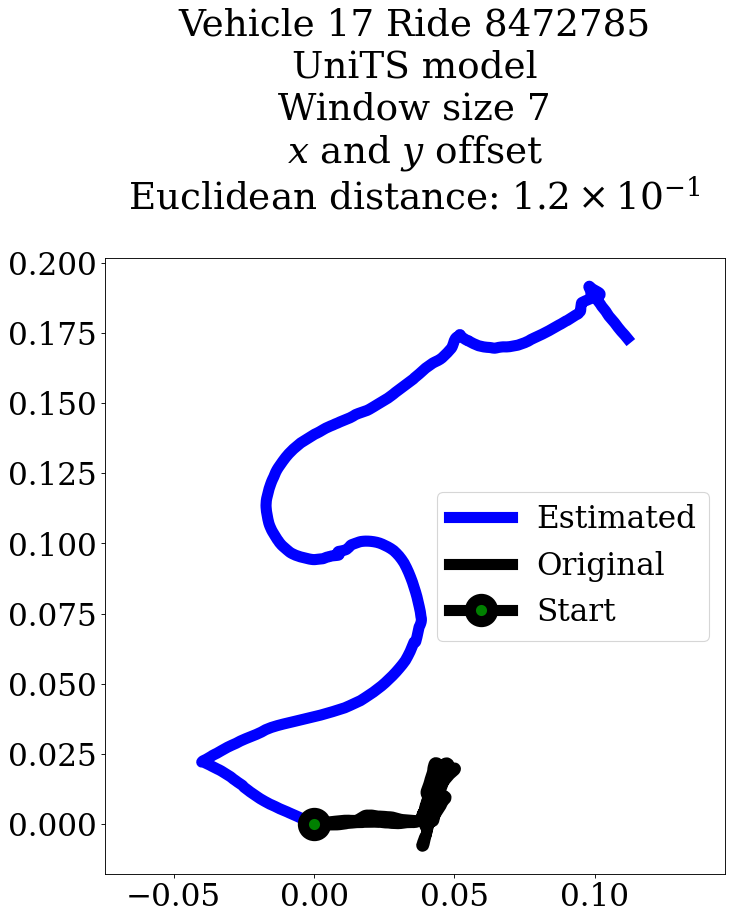 Vehicle 17 Ride 8472785
UniTS model
Window size 7
x and y offset
Euclidean distance: 1.2 × 10⁻¹
0.200
0.175
0.150
0.125
0.100
0.075
0.050
0.025
0.000
Estimated
Original
Start
−0.05 0.00 0.05 0.10